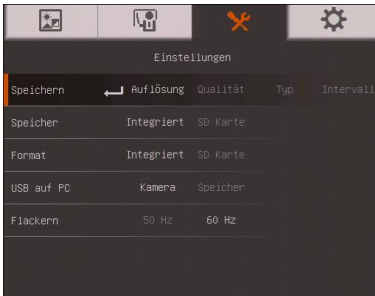 Einstellungen
Speichern Auflösung Qualität Typ Intervall
Speicher Integriert SD Karte
Format Integriert SD Karte
USB auf PC Kamera Speicher
Flackern 50 Hz 60 Hz